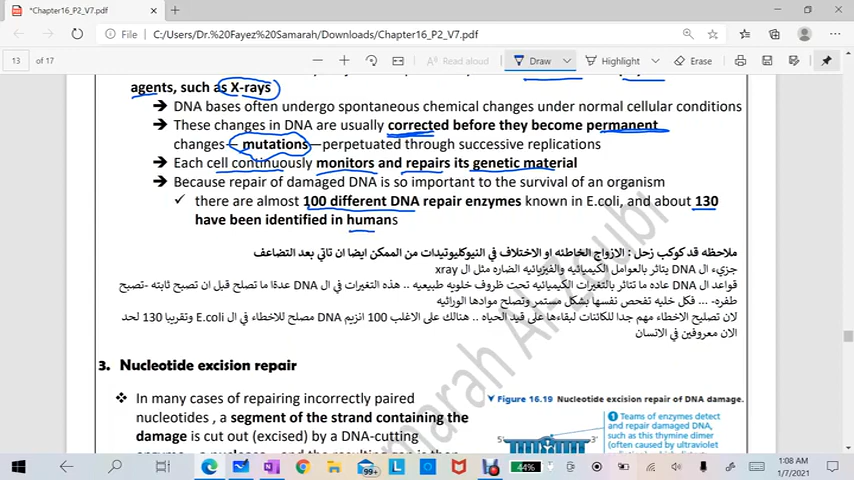 *Chapter16_P2_V7.pdf
File
C:/Users/Dr.%20Fayez%20Samarah/Downloads/Chapter16_P2_V7.pdf
13 of 17
Read aloud
Draw
Highlight
Erase
agents, such as X-rays
→ DNA bases often undergo spontaneous chemical changes under normal cellular conditions
→ These changes in DNA are usually corrected before they become permanent
changes—mutations—perpetuated through successive replications
→ Each cell continuously monitors and repairs its genetic material
→ Because repair of damaged DNA is so important to the survival of an organism
✓ there are almost 100 different DNA repair enzymes known in E.coli, and about 130
have been identified in humans
ملاحظه قد كوكب زحل : الازواج الخاطئه او الاختلاف في النيوكليوتيدات من الممكن ايضا ان تاتي بعد التضاعف
جزيء ال DNA يتاثر بالعوامل الكيميائيه والفيزيائيه الضاره مثل ال xray
قواعد ال DNA عاده ما تتاثر بالتغيرات الكيميائيه تحت ظروف خلويه طبيعيه .. هذه التغيرات في ال DNA عادة ما تصلح قبل ان تصبح ثابته -تصبح
طفره- ... فكل خليه تفحص نفسها بشكل مستمر وتصلح موادها الوراثيه
لان تصليح الاخطاء مهم جدا للكائنات لبقاءها على قيد الحياه .. هنالك على الاغلب 100 انزيم DNA مصلح للاخطاء في ال E.coli وتقريبا 130 لحد
الان معروفين في الانسان
3. Nucleotide excision repair
❖ In many cases of repairing incorrectly paired
nucleotides , a segment of the strand containing the
damage is cut out (excised) by a DNA-cutting
Figure 16.19 Nucleotide excision repair of DNA damage.
1 Teams of enzymes detect
and repair damaged DNA,
such as this thymine dimer
(often caused by ultraviolet
5' 3'
Samarah Al-Zoubi
99+
44%
1:08 AM
1/7/2021